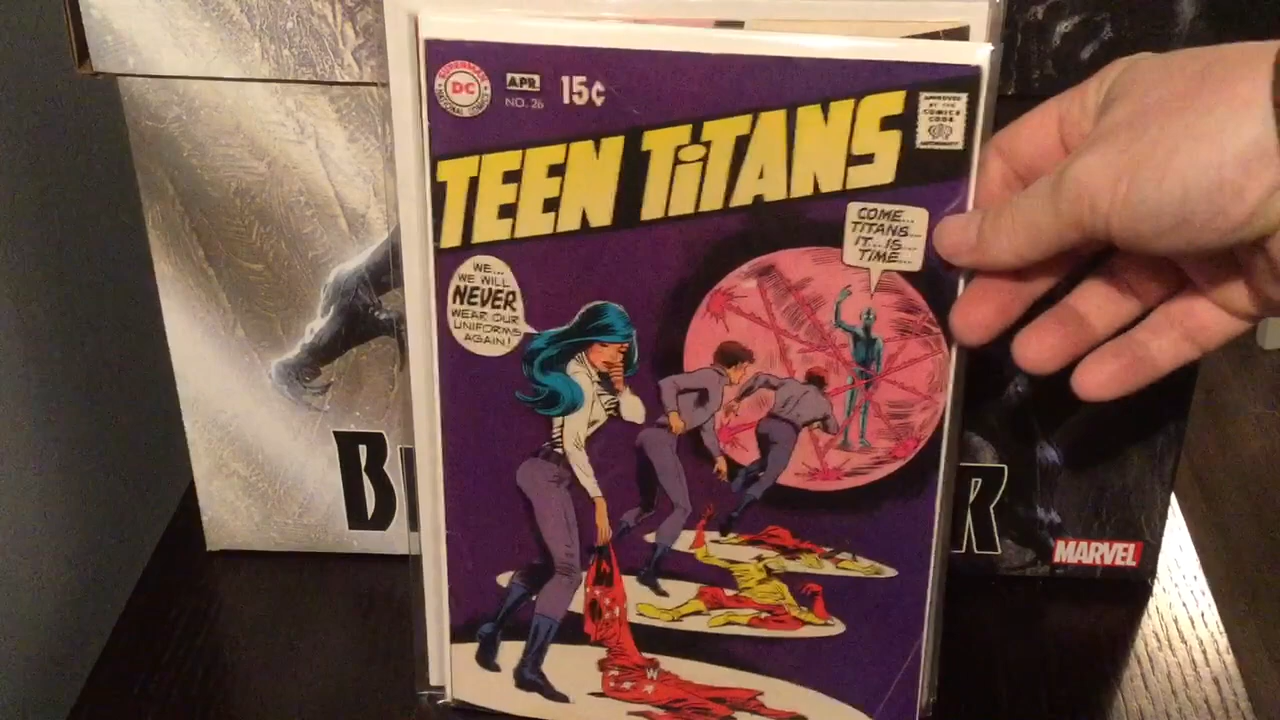 SUPERMAN
DC
NATIONAL COMICS
APR.
NO. 26
15¢
APPROVED
BY THE
COMICS
CODE
AUTHORITY
TEEN TiTANS
COME...
TITANS...
IT...IS...
TIME...
WE...
WE WILL
NEVER
WEAR OUR
UNIFORMS
AGAIN!
W
B
R
MARVEL